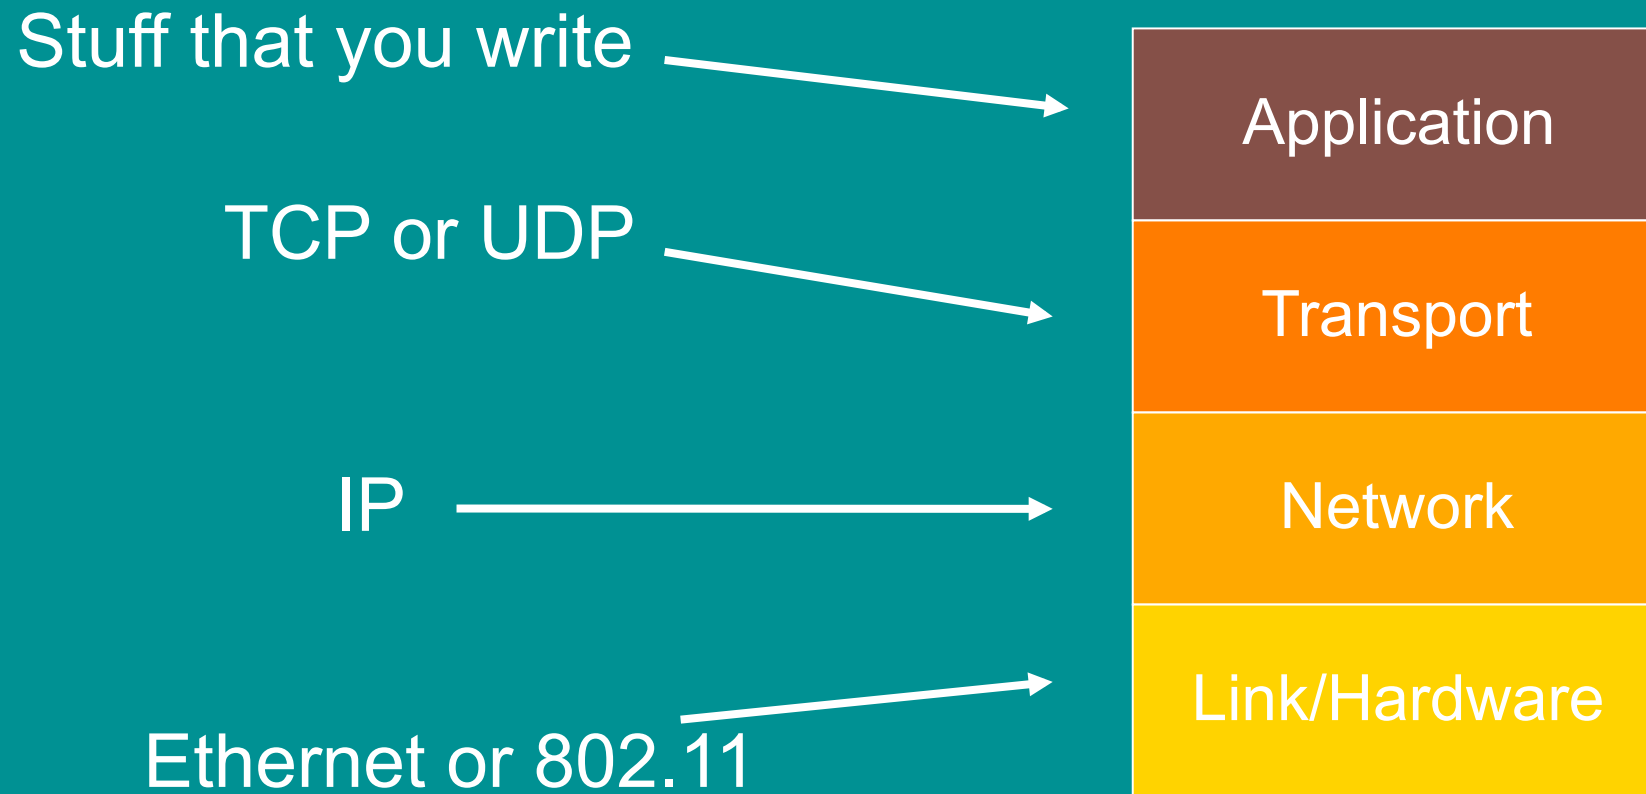 Stuff that you write
Application
TCP or UDP
Transport
IP
Network
Link/Hardware
Ethernet or 802.11